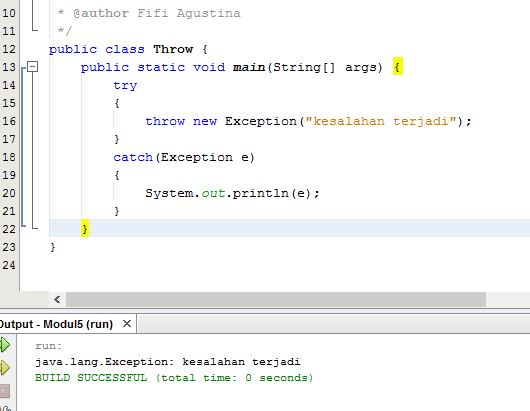 10 * @author Fifi Agustina
11 */
12 public class Throw {
13 public static void main(String[] args) {
14 try
15 {
16 throw new Exception("kesalahan terjadi");
17 }
18 catch(Exception e)
19 {
20 System.out.println(e);
21 }
22 }
23 }
24
Output - Modul5 (run)
run:
java.lang.Exception: kesalahan terjadi
BUILD SUCCESSFUL (total time: 0 seconds)